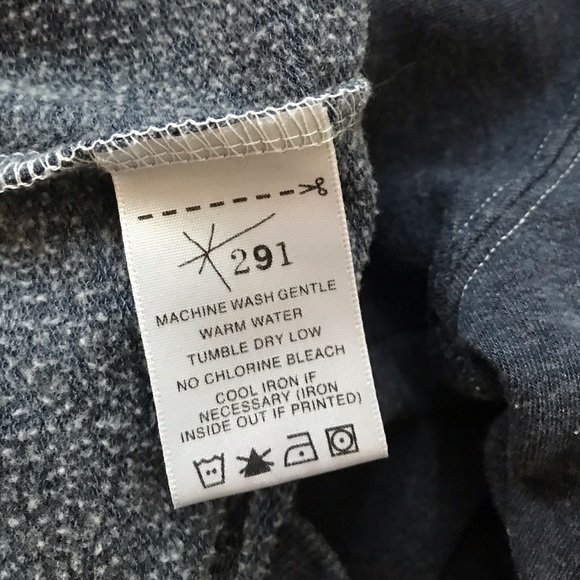 291
MACHINE WASH GENTLE
WARM WATER
TUMBLE DRY LOW
NO CHLORINE BLEACH
COOL IRON IF
NECESSARY (IRON
INSIDE OUT IF PRINTED)